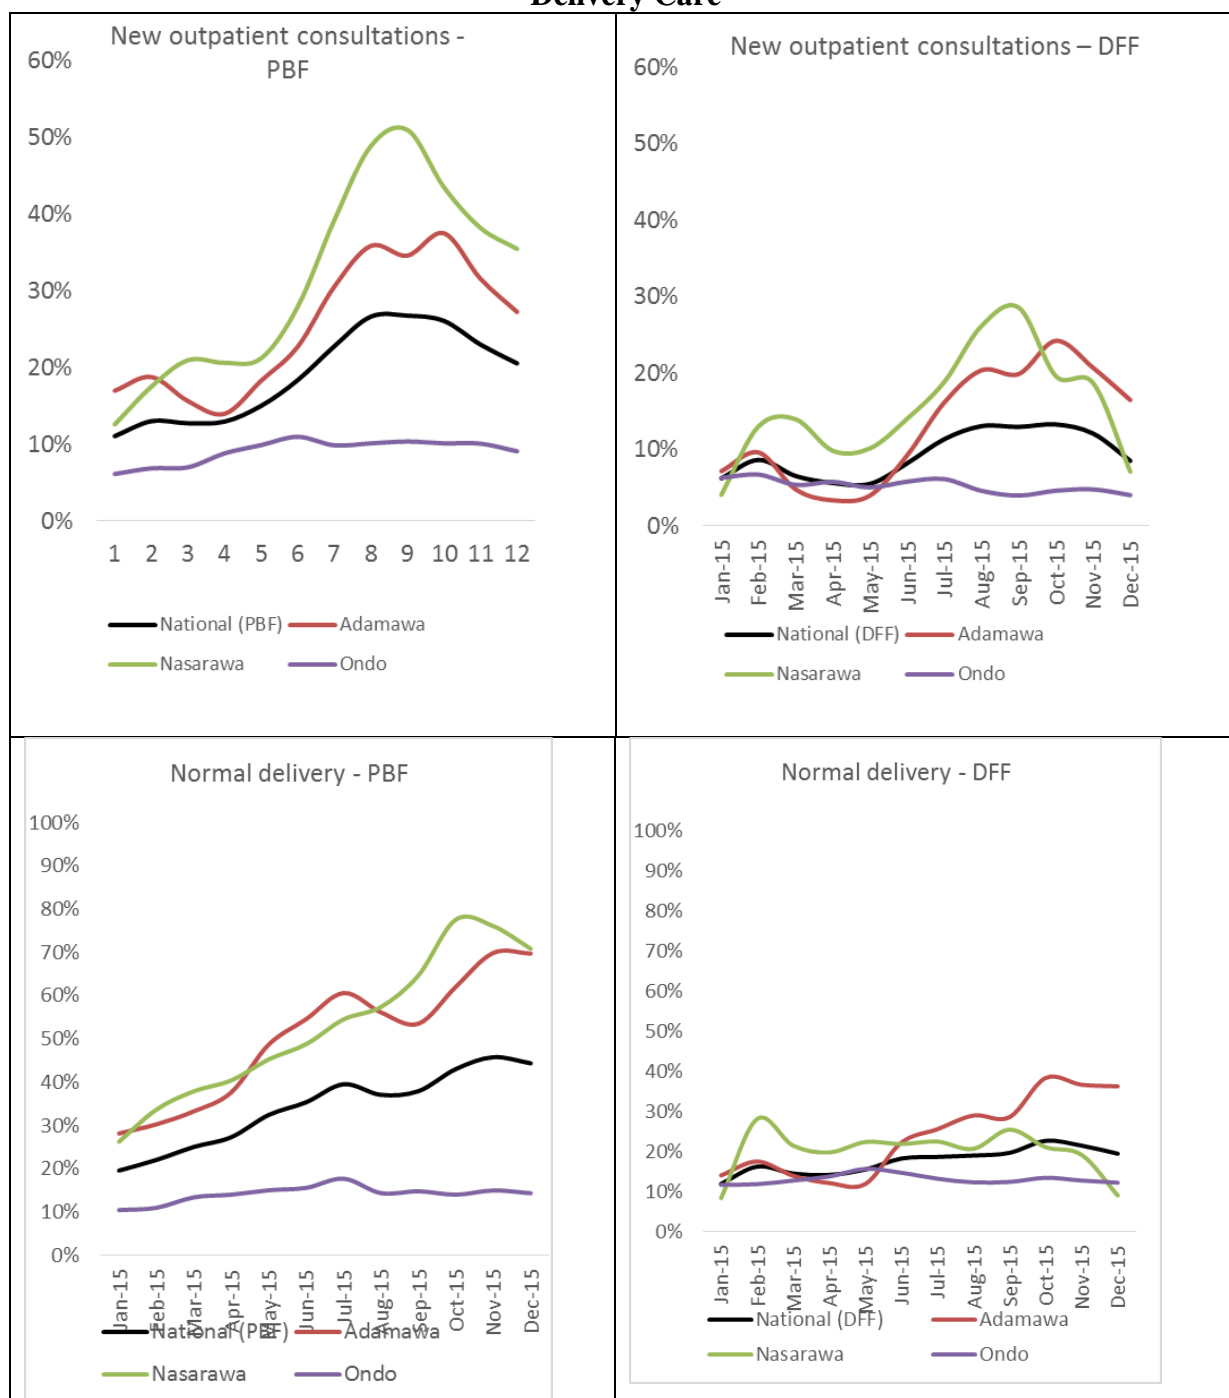 Delivery Care
New outpatient consultations -
PBF
60%
50%
40%
30%
20%
10%
0%
1 2 3 4 5 6 7 8 9 10 11 12
National (PBF) Adamawa
Nasarawa Ondo
New outpatient consultations – DFF
60%
50%
40%
30%
20%
10%
0%
Jan-15 Feb-15 Mar-15 Apr-15 May-15 Jun-15 Jul-15 Aug-15 Sep-15 Oct-15 Nov-15 Dec-15
National (DFF) Adamawa
Nasarawa Ondo
Normal delivery - PBF
100%
90%
80%
70%
60%
50%
40%
30%
20%
10%
0%
Jan-15 Feb-15 Mar-15 Apr-15 May-15 Jun-15 Jul-15 Aug-15 Sep-15 Oct-15 Nov-15 Dec-15
National (PBF) Adamawa
Nasarawa Ondo
Normal delivery - DFF
100%
90%
80%
70%
60%
50%
40%
30%
20%
10%
0%
Jan-15 Feb-15 Mar-15 Apr-15 May-15 Jun-15 Jul-15 Aug-15 Sep-15 Oct-15 Nov-15 Dec-15
National (DFF) Adamawa
Nasarawa Ondo